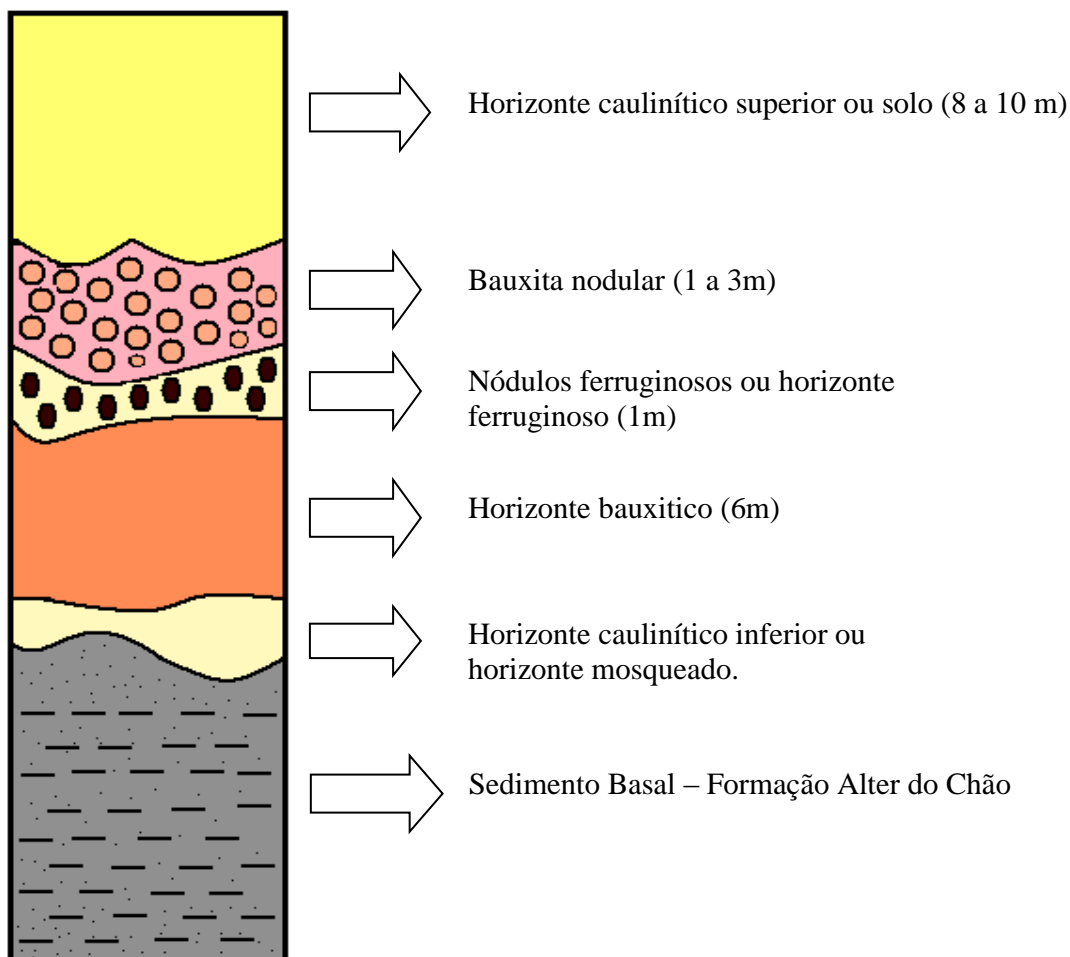 Horizonte caulinítico superior ou solo (8 a 10 m)
Bauxita nodular (1 a 3m)
Nódulos ferruginosos ou horizonte
ferruginoso (1m)
Horizonte bauxitico (6m)
Horizonte caulinítico inferior ou
horizonte mosqueado.
Sedimento Basal – Formação Alter do Chão